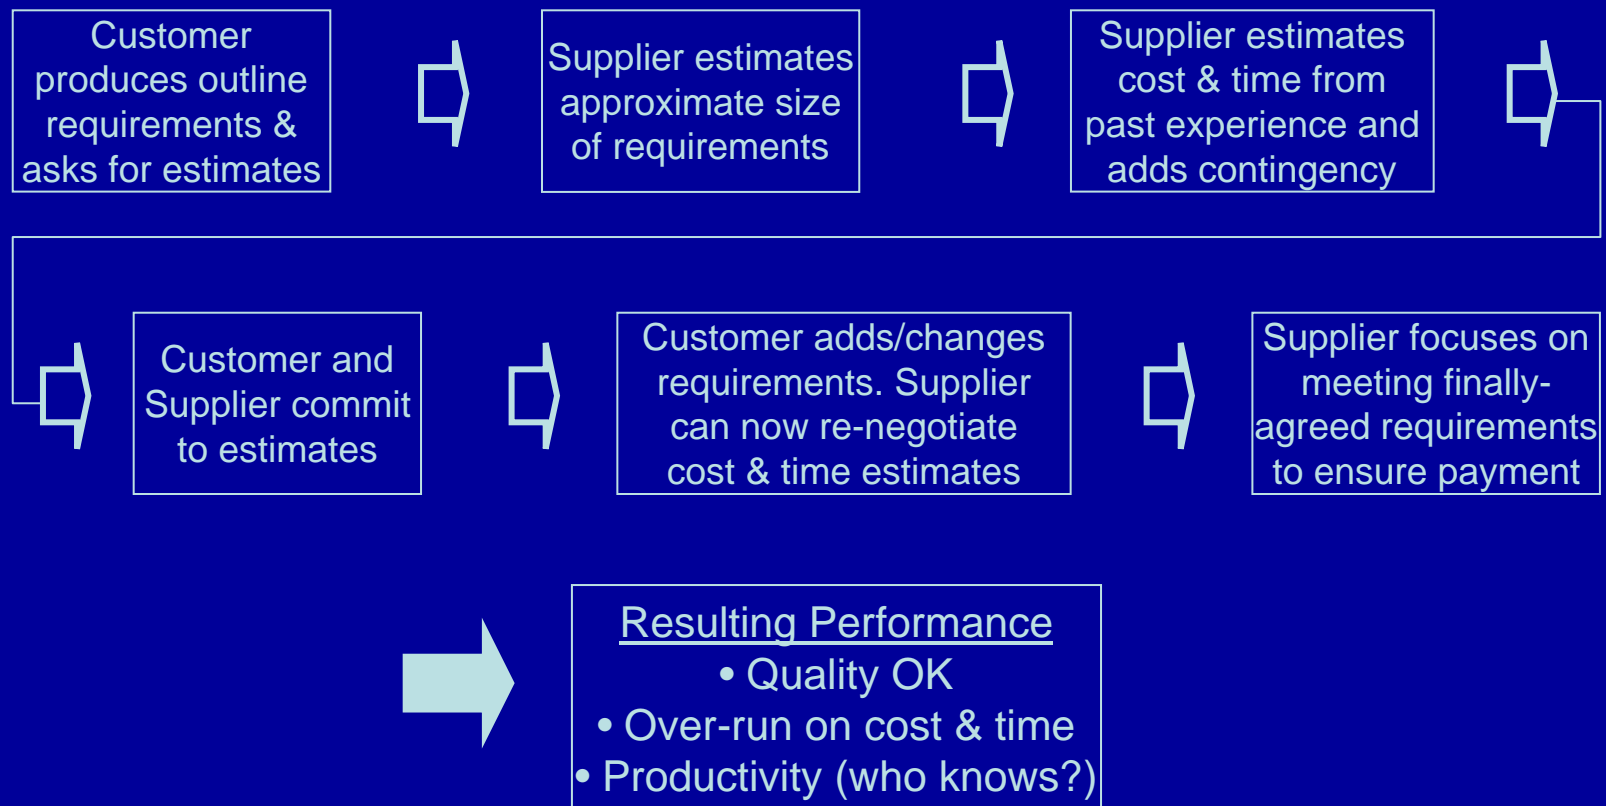 Customer
produces outline
requirements &
asks for estimates
Supplier estimates
approximate size
of requirements
Supplier estimates
cost & time from
past experience and
adds contingency
Customer and
Supplier commit
to estimates
Customer adds/changes
requirements. Supplier
can now re-negotiate
cost & time estimates
Supplier focuses on
meeting finally-
agreed requirements
to ensure payment
Resulting Performance
• Quality OK
• Over-run on cost & time
• Productivity (who knows?)